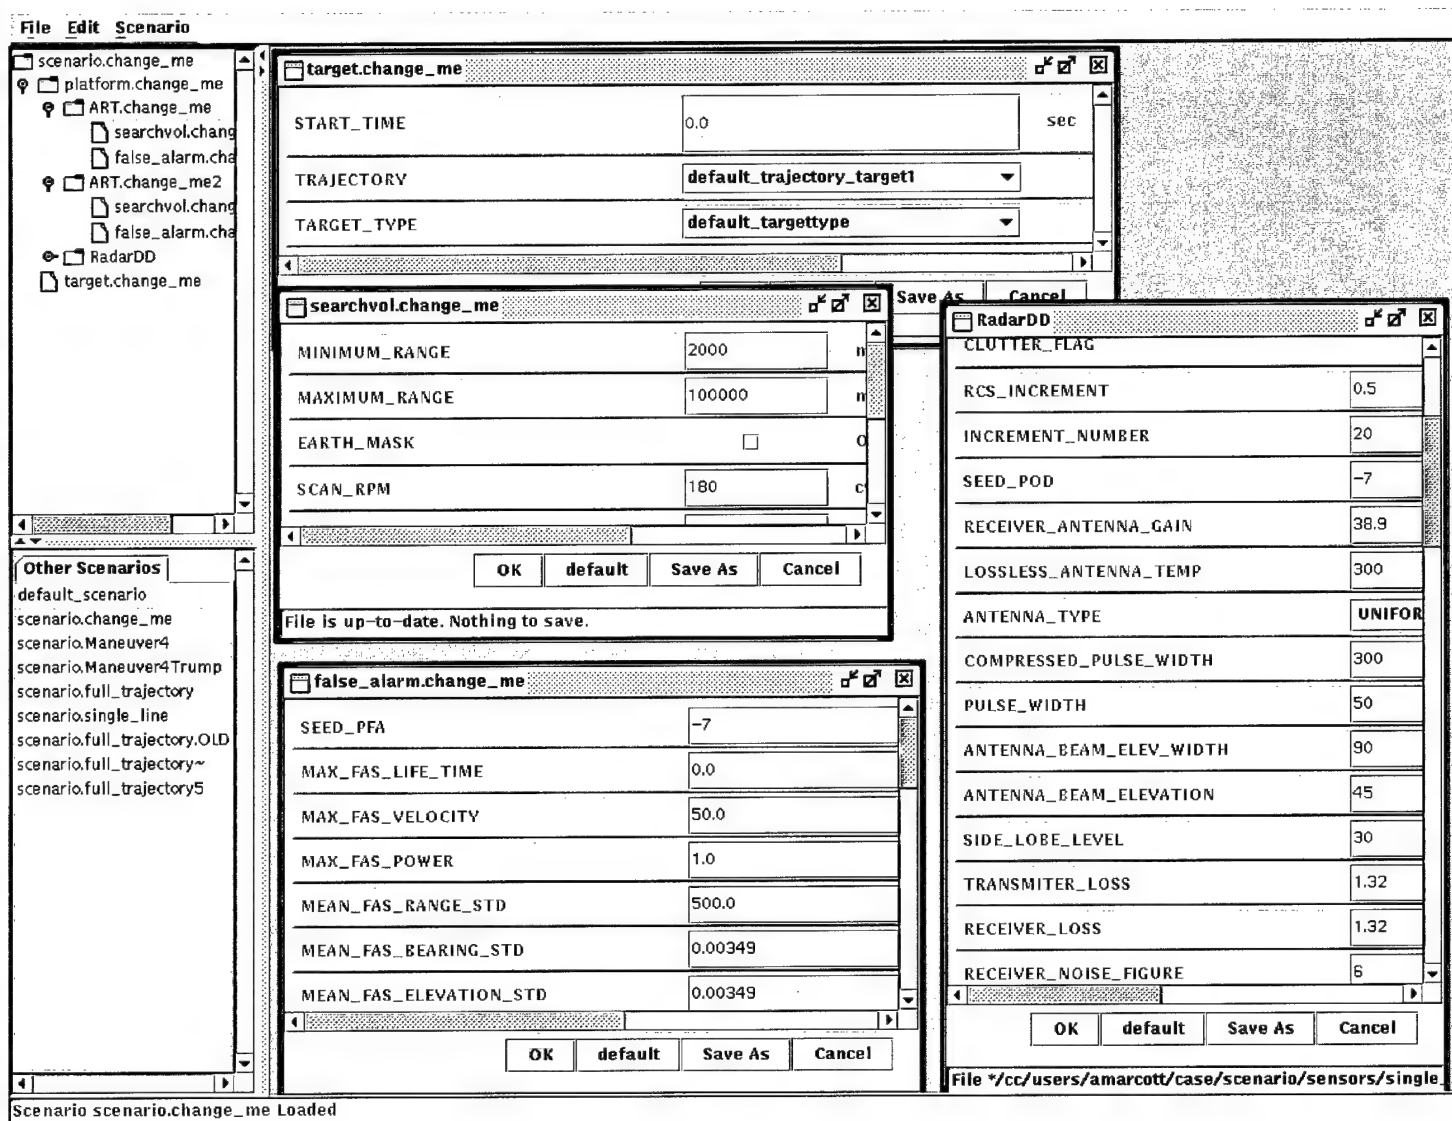 File Edit Scenario
scenario.change_me
platform.change_me
ART.change_me
searchvol.chang
false_alarm.cha
ART.change_me2
searchvol.chang
false_alarm.cha
RadarDD
target.change_me
Other Scenarios
default_scenario
scenario.change_me
scenario.Maneuver4
scenario.Maneuver4Trump
scenario.full_trajectory
scenario.single_line
scenario.full_trajectory.OLD
scenario.full_trajectory~
scenario.full_trajectory5
target.change_me
START_TIME 0.0 sec
TRAJECTORY default_trajectory_target1
TARGET_TYPE default_targettype
Save As Cancel
searchvol.change_me
MINIMUM_RANGE 2000
MAXIMUM_RANGE 100000
EARTH_MASK
SCAN_RPM 180
OK default Save As Cancel
File is up-to-date. Nothing to save.
false_alarm.change_me
SEED_PFA -7
MAX_FAS_LIFE_TIME 0.0
MAX_FAS_VELOCITY 50.0
MAX_FAS_POWER 1.0
MEAN_FAS_RANGE_STD 500.0
MEAN_FAS_BEARING_STD 0.00349
MEAN_FAS_ELEVATION_STD 0.00349
OK default Save As Cancel
RadarDD
CLUTTER_FLAG
RCS_INCREMENT 0.5
INCREMENT_NUMBER 20
SEED_POD -7
RECEIVER_ANTENNA_GAIN 38.9
LOSSLESS_ANTENNA_TEMP 300
ANTENNA_TYPE UNIFOR
COMPRESSED_PULSE_WIDTH 300
PULSE_WIDTH 50
ANTENNA_BEAM_ELEV_WIDTH 90
ANTENNA_BEAM_ELEVATION 45
SIDE_LOBE_LEVEL 30
TRANSMITER_LOSS 1.32
RECEIVER_LOSS 1.32
RECEIVER_NOISE_FIGURE 6
OK default Save As Cancel
File */cc/users/amarcott/case/scenario/sensors/single_
Scenario scenario.change_me Loaded